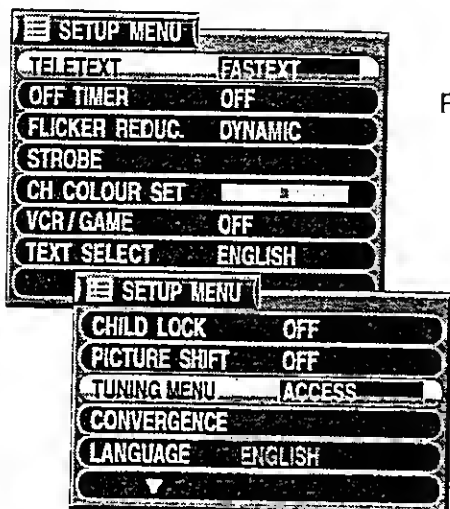 SETUP MENU
TELETEXT FASTEXT
OFF TIMER OFF
FLICKER REDUC. DYNAMIC
STROBE
CH COLOUR SET
VCR / GAME OFF
TEXT SELECT ENGLISH
SETUP MENU
CHILD LOCK OFF
PICTURE SHIFT OFF
TUNING MENU ACCESS
CONVERGENCE
LANGUAGE ENGLISH